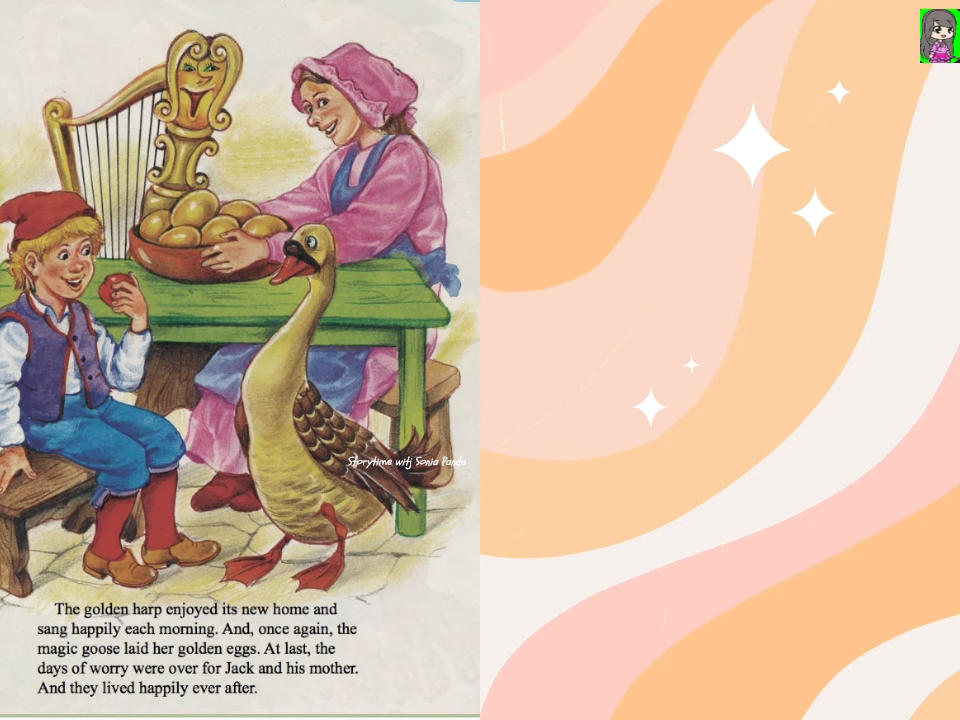 Storytime witj Sonia Panda
The golden harp enjoyed its new home and
sang happily each morning. And, once again, the
magic goose laid her golden eggs. At last, the
days of worry were over for Jack and his mother.
And they lived happily ever after.